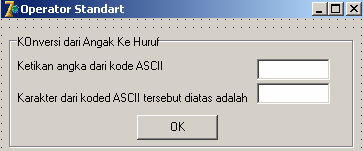 Operator Standart
KOnversi dari Angak Ke Huruf
Ketikan angka dari kode ASCII
Karakter dari koded ASCII tersebut diatas adalah
OK